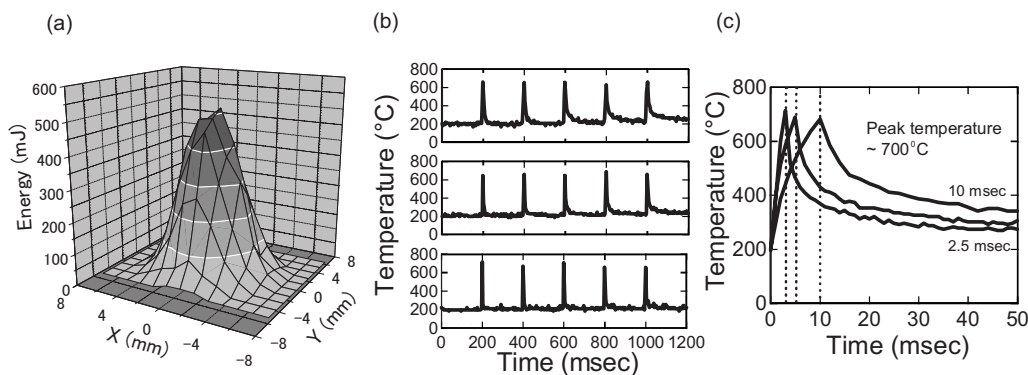 (a)
600
500
400
300
200
100
0
Energy (mJ)
8
4
0
−4
−8
X (mm)
8
4
0
−4
−8
Y (mm)
(b)
800
600
400
200
0
800
600
400
200
0
800
600
400
200
0
Temperature (°C)
0 200 400 600 800 1000 1200
Time (msec)
(c)
800
600
400
200
0
Temperature (°C)
Peak temperature
~ 700°C
10 msec
2.5 msec
0 10 20 30 40 50
Time (msec)